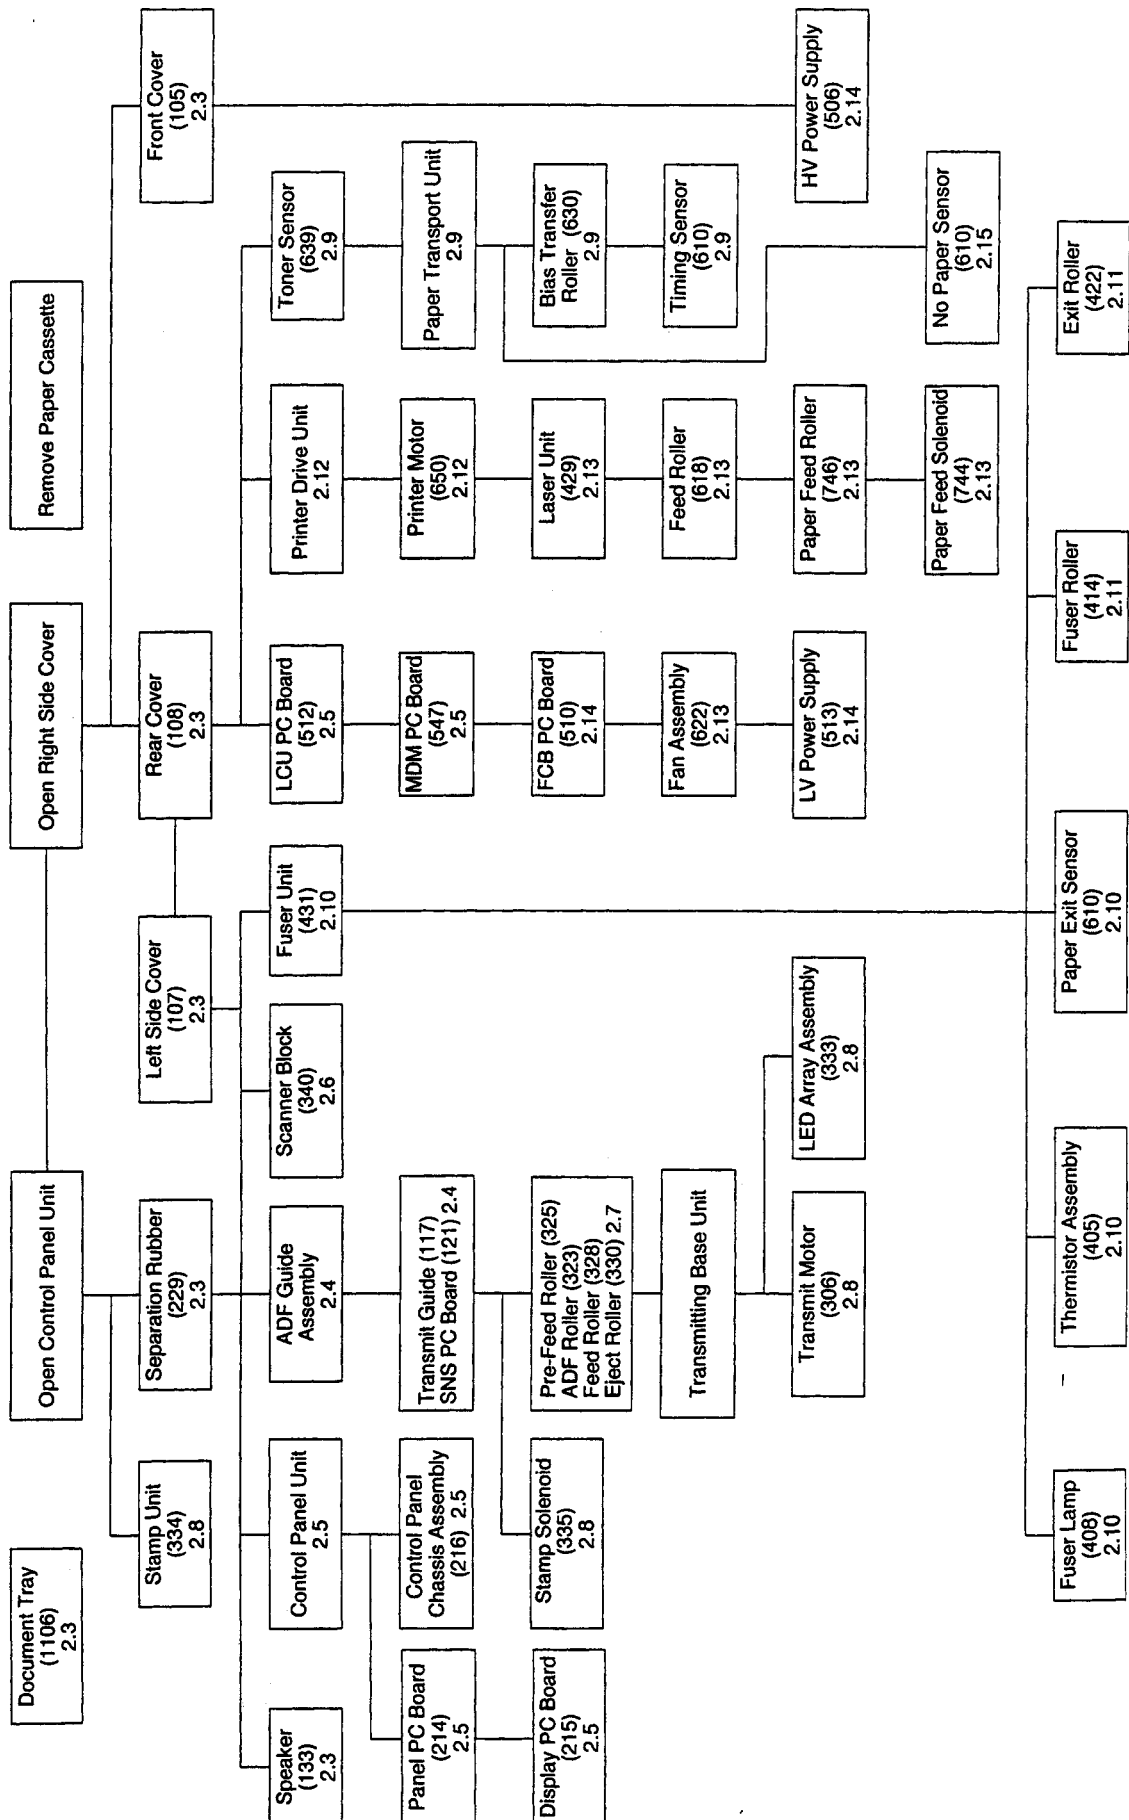 Document Tray
(1106)
2.3
Open Control Panel Unit
Open Right Side Cover
Remove Paper Cassette
Stamp Unit
(334)
2.8
Separation Rubber
(229)
2.3
Left Side Cover
(107)
2.3
Rear Cover
(108)
2.3
Front Cover
(105)
2.3
Speaker
(133)
2.3
Control Panel Unit
2.5
ADF Guide
Assembly
2.4
Scanner Block
(340)
2.6
Fuser Unit
(431)
2.10
LCU PC Board
(512)
2.5
Printer Drive Unit
2.12
Toner Sensor
(639)
2.9
Panel PC Board
(214)
2.5
Control Panel
Chassis Assembly
(216) 2.5
Transmit Guide (117)
SNS PC Board (121) 2.4
MDM PC Board
(547)
2.5
Printer Motor
(650)
2.12
Paper Transport Unit
2.9
Display PC Board
(215)
2.5
Stamp Solenoid
(335)
2.8
Pre-Feed Roller (325)
ADF Roller (323)
Feed Roller (328)
Eject Roller (330) 2.7
FCB PC Board
(510)
2.14
Laser Unit
(429)
2.13
Bias Transfer
Roller (630)
2.9
Transmitting Base Unit
Fan Assembly
(622)
2.13
Feed Roller
(618)
2.13
Timing Sensor
(610)
2.9
Transmit Motor
(306)
2.8
LED Array Assembly
(333)
2.8
LV Power Supply
(513)
2.14
Paper Feed Roller
(746)
2.13
HV Power Supply
(506)
2.14
Paper Feed Solenoid
(744)
2.13
No Paper Sensor
(610)
2.15
Fuser Lamp
(408)
2.10
Thermistor Assembly
(405)
2.10
Paper Exit Sensor
(610)
2.10
Fuser Roller
(414)
2.11
Exit Roller
(422)
2.11